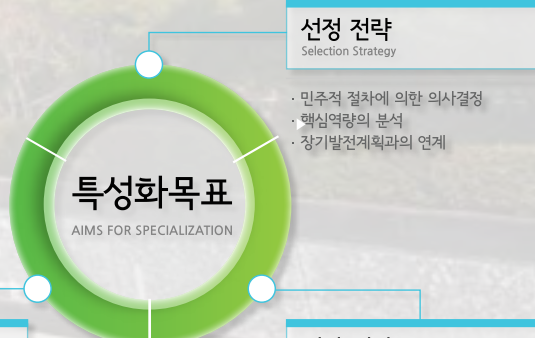 선정 전략
Selection Strategy
· 민주적 절차에 의한 의사결정
· 핵심역량의 분석
· 장기발전계획과의 연계
특성화목표
AIMS FOR SPECIALIZATION